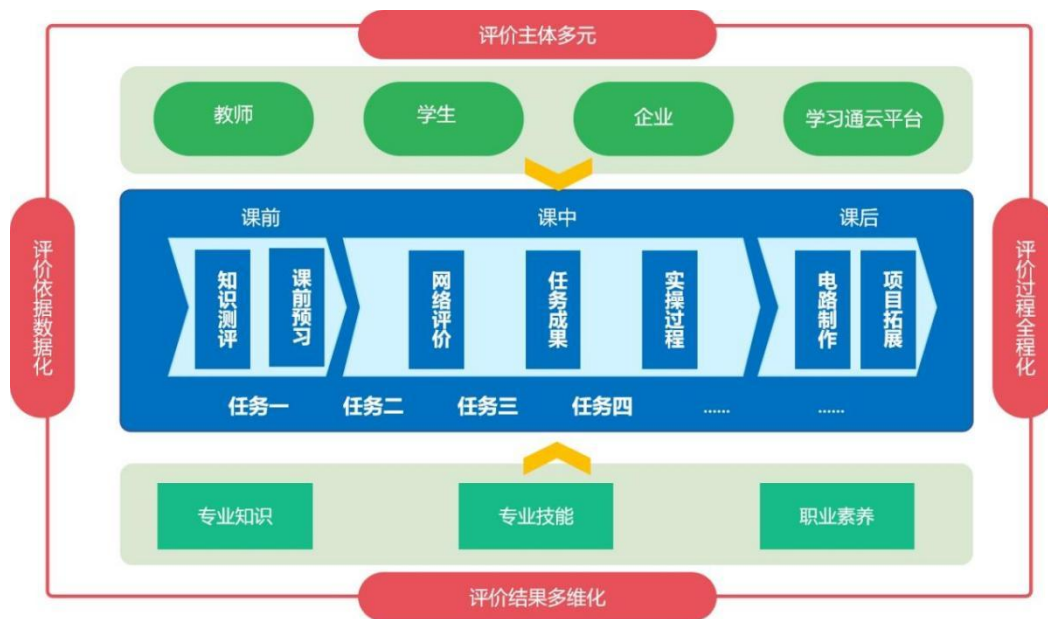 评价主体多元
教师
学生
企业
学习通云平台
评价依据数据化
评价过程全程化
课前
课中
课后
知识测评
课前预习
网络评价
任务成果
实操过程
电路制作
项目拓展
任务一
任务二
任务三
任务四
......
......
专业知识
专业技能
职业素养
评价结果多维化